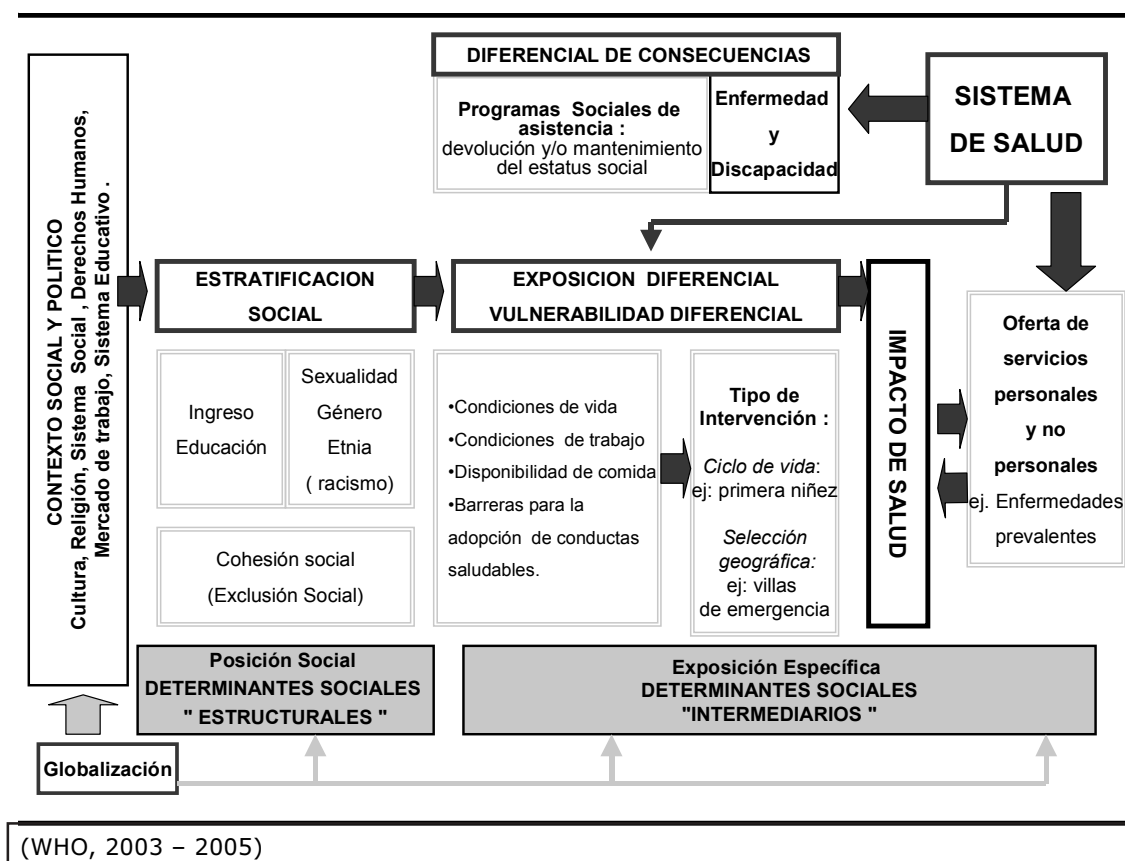 DIFERENCIAL DE CONSECUENCIAS
Programas Sociales de
asistencia :
devolución y/o mantenimiento
del estatus social
Enfermedad
y
Discapacidad
SISTEMA
DE SALUD
CONTEXTO SOCIAL Y POLITICO
Cultura, Religión, Sistema Social , Derechos Humanos,
Mercado de trabajo, Sistema Educativo .
ESTRATIFICACION
SOCIAL
EXPOSICION DIFERENCIAL
VULNERABILIDAD DIFERENCIAL
Ingreso
Educación
Sexualidad
Género
Etnia
( racismo)
Cohesión social
(Exclusión Social)
•Condiciones de vida
•Condiciones de trabajo
•Disponibilidad de comida
•Barreras para la
adopción de conductas
saludables.
Tipo de
Intervención :
Ciclo de vida:
ej: primera niñez
Selección
geográfica:
ej: villas
de emergencia
IMPACTO DE SALUD
Oferta de
servicios
personales
y no
personales
ej. Enfermedades
prevalentes
Posición Social
DETERMINANTES SOCIALES
" ESTRUCTURALES "
Exposición Específica
DETERMINANTES SOCIALES
"INTERMEDIARIOS "
Globalización
(WHO, 2003 – 2005)